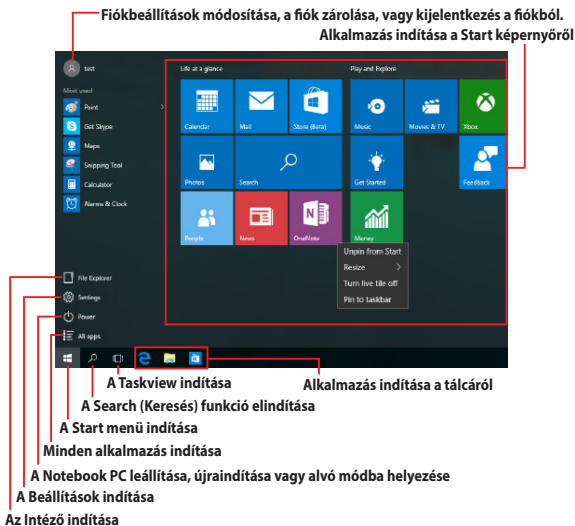 Fiókbeállítások módosítása, a fiók zárolása, vagy kijelentkezés a fiókból.
Alkalmazás indítása a Start képernyőről
test
Life at a glance
Play and Explore
Most used
Paint
Get Skype
Maps
Snipping Tool
Calculator
Alarms & Clock
Calendar
Mail
Store (Beta)
Music
Movies & TV
Xbox
Photos
Search
Get Started
Feedback
People
News
OneNote
Money
Unpin from Start
Resize
Turn live tile off
Pin to taskbar
File Explorer
Settings
Power
All apps
A Taskview indítása
Alkalmazás indítása a tálcáról
A Search (Keresés) funkció elindítása
A Start menü indítása
Minden alkalmazás indítása
A Notebook PC leállítása, újraindítása vagy alvó módba helyezése
A Beállítások indítása
Az Intéző indítása